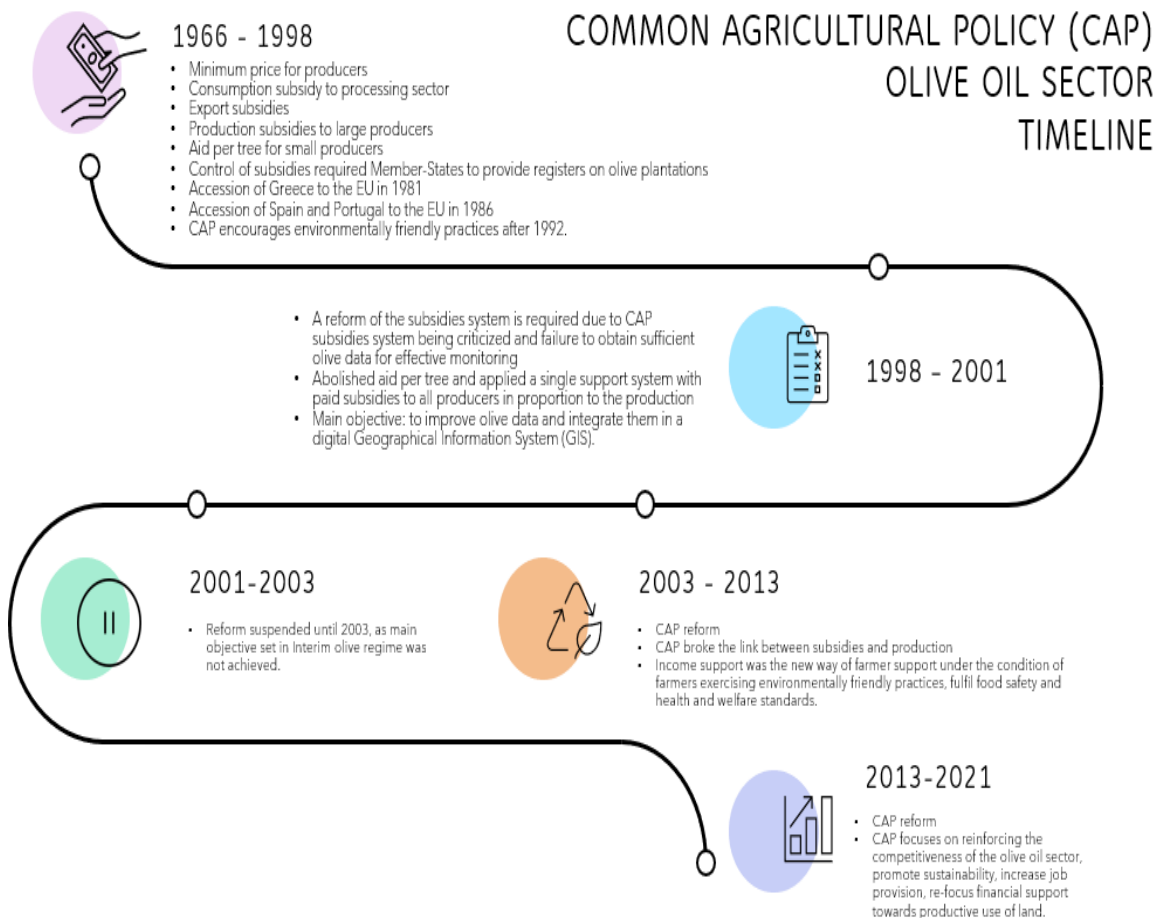 COMMON AGRICULTURAL POLICY (CAP)
OLIVE OIL SECTOR
TIMELINE
1966 - 1998
• Minimum price for producers
• Consumption subsidy to processing sector
• Export subsidies
• Production subsidies to large producers
• Aid per tree for small producers
• Control of subsidies required Member-States to provide registers on olive plantations
• Accession of Greece to the EU in 1981
• Accession of Spain and Portugal to the EU in 1986
• CAP encourages environmentally friendly practices after 1992.
• A reform of the subsidies system is required due to CAP
subsidies system being criticized and failure to obtain sufficient
olive data for effective monitoring
• Abolished aid per tree and applied a single support system with
paid subsidies to all producers in proportion to the production
• Main objective: to improve olive data and integrate them in a
digital Geographical Information System (GIS).
1998 - 2001
2001-2003
• Reform suspended until 2003, as main
objective set in Interim olive regime was
not achieved.
2003 - 2013
• CAP reform
• CAP broke the link between subsidies and production
• Income support was the new way of farmer support under the condition of
farmers exercising environmentally friendly practices, fulfil food safety and
health and welfare standards.
2013-2021
• CAP reform
• CAP focuses on reinforcing the
competitiveness of the olive oil sector,
promote sustainability, increase job
provision, re-focus financial support
towards productive use of land.